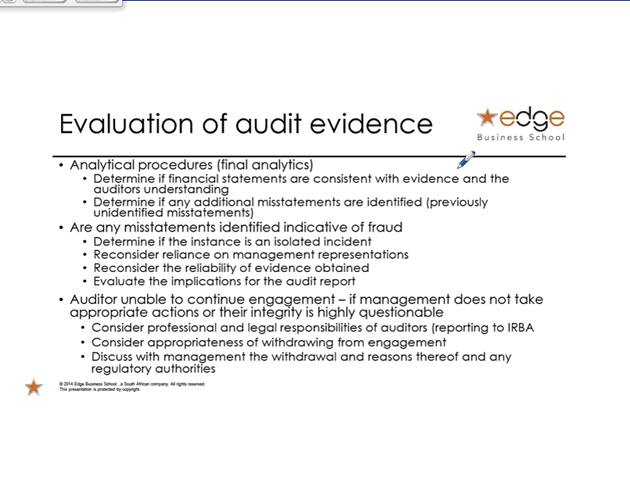 Evaluation of audit evidence
edge
Business School
• Analytical procedures (final analytics)
• Determine if financial statements are consistent with evidence and the
auditors understanding
• Determine if any additional misstatements are identified (previously
unidentified misstatements)
• Are any misstatements identified indicative of fraud
• Determine if the instance is an isolated incident
• Reconsider reliance on management representations
• Reconsider the reliability of evidence obtained
• Evaluate the implications for the audit report
• Auditor unable to continue engagement – if management does not take
appropriate actions or their integrity is highly questionable
• Consider professional and legal responsibilities of auditors (reporting to IRBA
• Consider appropriateness of withdrawing from engagement
• Discuss with management the withdrawal and reasons thereof and any
regulatory authorities
© 2014 Edge Business School , a South African company. All rights reserved.
This presentation is protected by copyright.